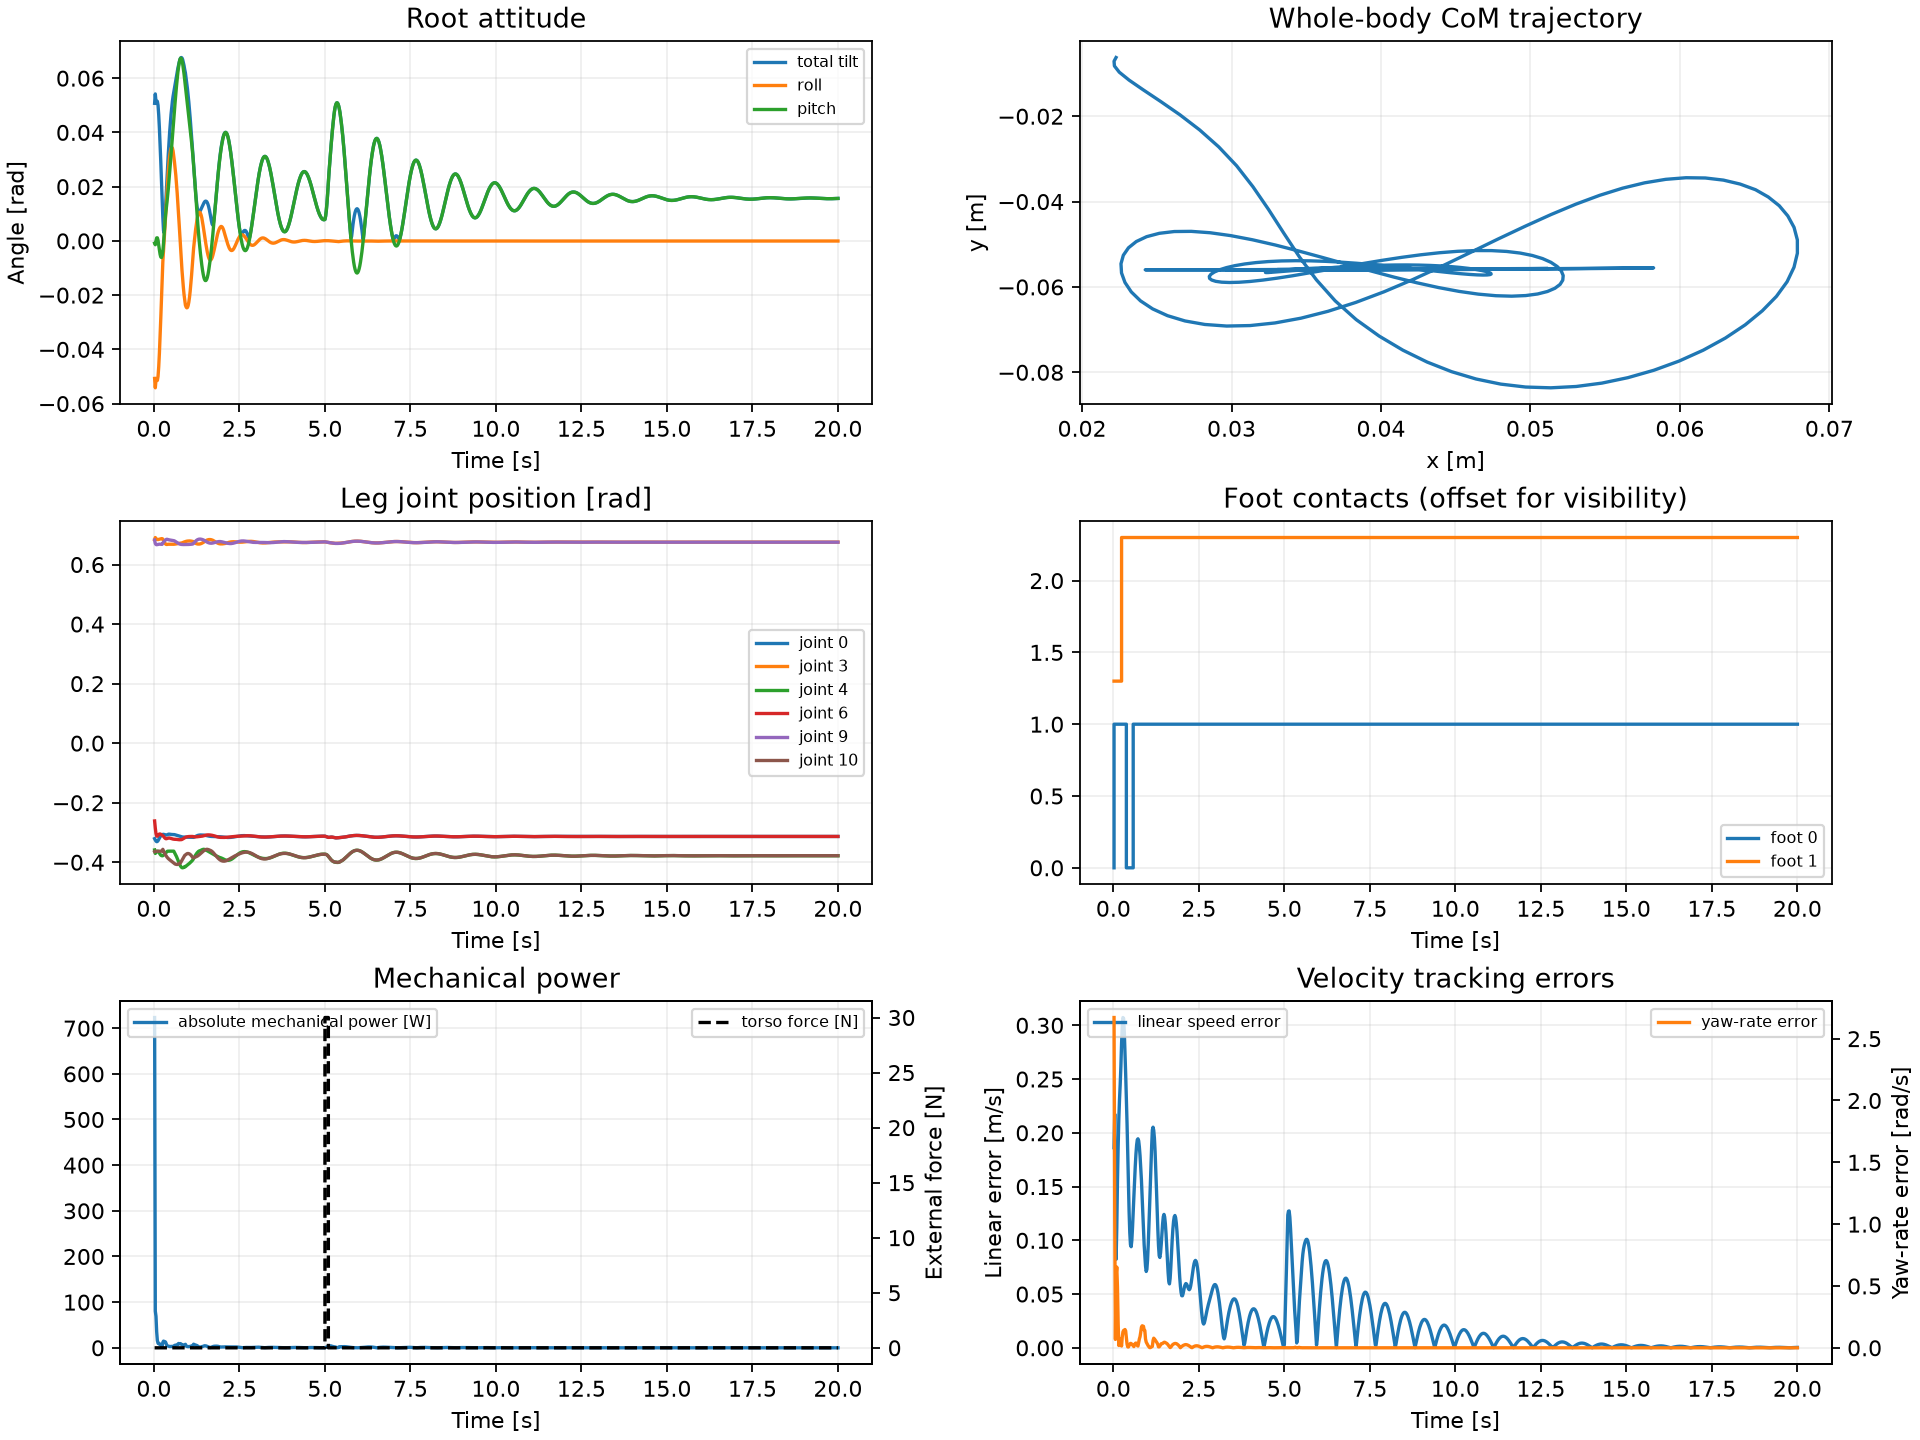 Root attitude
total tilt
roll
pitch
Angle [rad]
0.06
0.04
0.02
0.00
−0.02
−0.04
−0.06
0.0 2.5 5.0 7.5 10.0 12.5 15.0 17.5 20.0
Time [s]
Whole-body CoM trajectory
y [m]
−0.02
−0.04
−0.06
−0.08
0.02 0.03 0.04 0.05 0.06 0.07
x [m]
Leg joint position [rad]
0.6
0.4
0.2
0.0
−0.2
−0.4
joint 0
joint 3
joint 4
joint 6
joint 9
joint 10
0.0 2.5 5.0 7.5 10.0 12.5 15.0 17.5 20.0
Time [s]
Foot contacts (offset for visibility)
2.0
1.5
1.0
0.5
0.0
foot 0
foot 1
0.0 2.5 5.0 7.5 10.0 12.5 15.0 17.5 20.0
Time [s]
Mechanical power
absolute mechanical power [W]
torso force [N]
700
600
500
400
300
200
100
0
30
25
20
15
10
5
0
External force [N]
0.0 2.5 5.0 7.5 10.0 12.5 15.0 17.5 20.0
Time [s]
Velocity tracking errors
linear speed error
yaw-rate error
Linear error [m/s]
0.30
0.25
0.20
0.15
0.10
0.05
0.00
2.5
2.0
1.5
1.0
0.5
0.0
Yaw-rate error [rad/s]
0.0 2.5 5.0 7.5 10.0 12.5 15.0 17.5 20.0
Time [s]